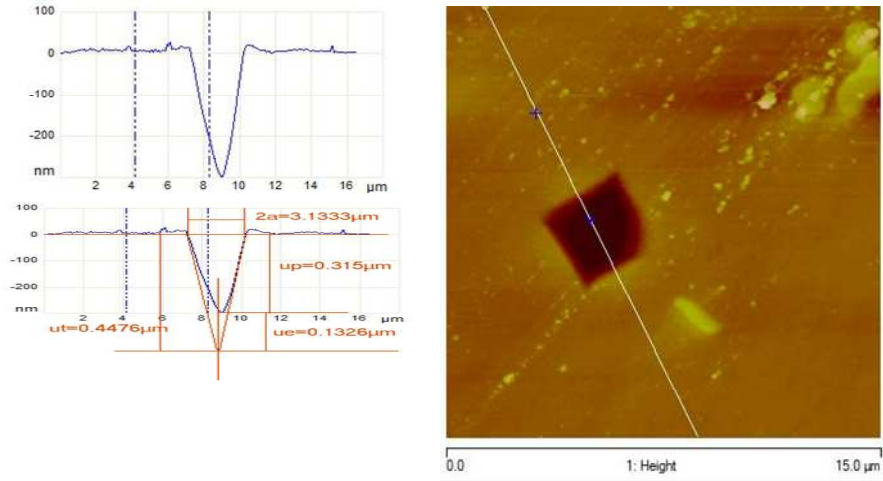 100
0
-100
-200
nm
2 4 6 8 10 12 14 16 µm
100
0
-100
-200
nm
2 4 6 8 10 12 14 16 µm
2a=3.1333µm
up=0.315µm
ut=0.4476µm
ue=0.1326µm
0.0 1: Height 15.0 µm